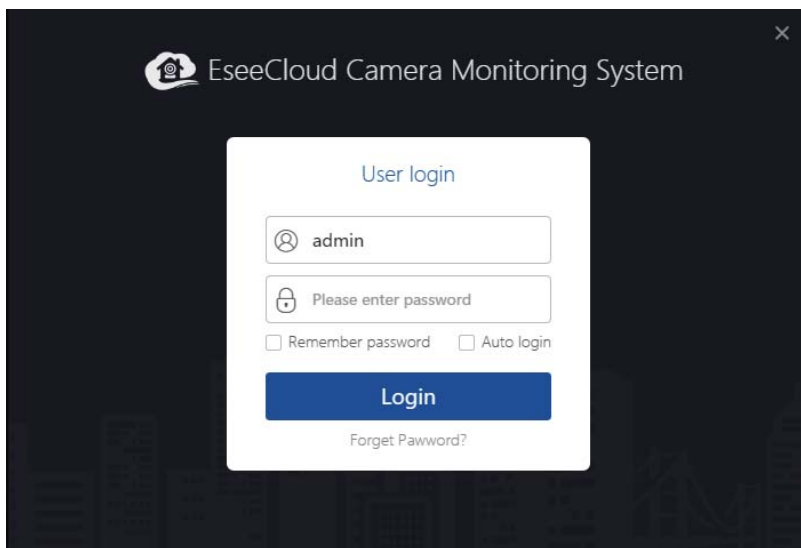 EseeCloud Camera Monitoring System
User login
admin
Please enter password
Remember password Auto login
Login
Forget Pawword?